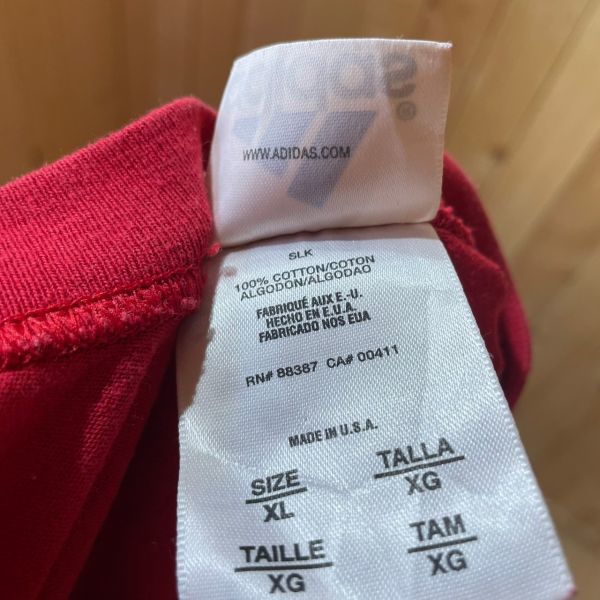 adidas®
WWW.ADIDAS.COM
SLK
100% COTTON/COTON
ALGODON/ALGODAO
FABRIQUÉ AUX E.-U.
HECHO EN E.U.A.
FABRICADO NOS EUA
RN# 88387 CA# 00411
MADE IN U.S.A.
SIZE
XL
TALLA
XG
TAILLE
XG
TAM
XG